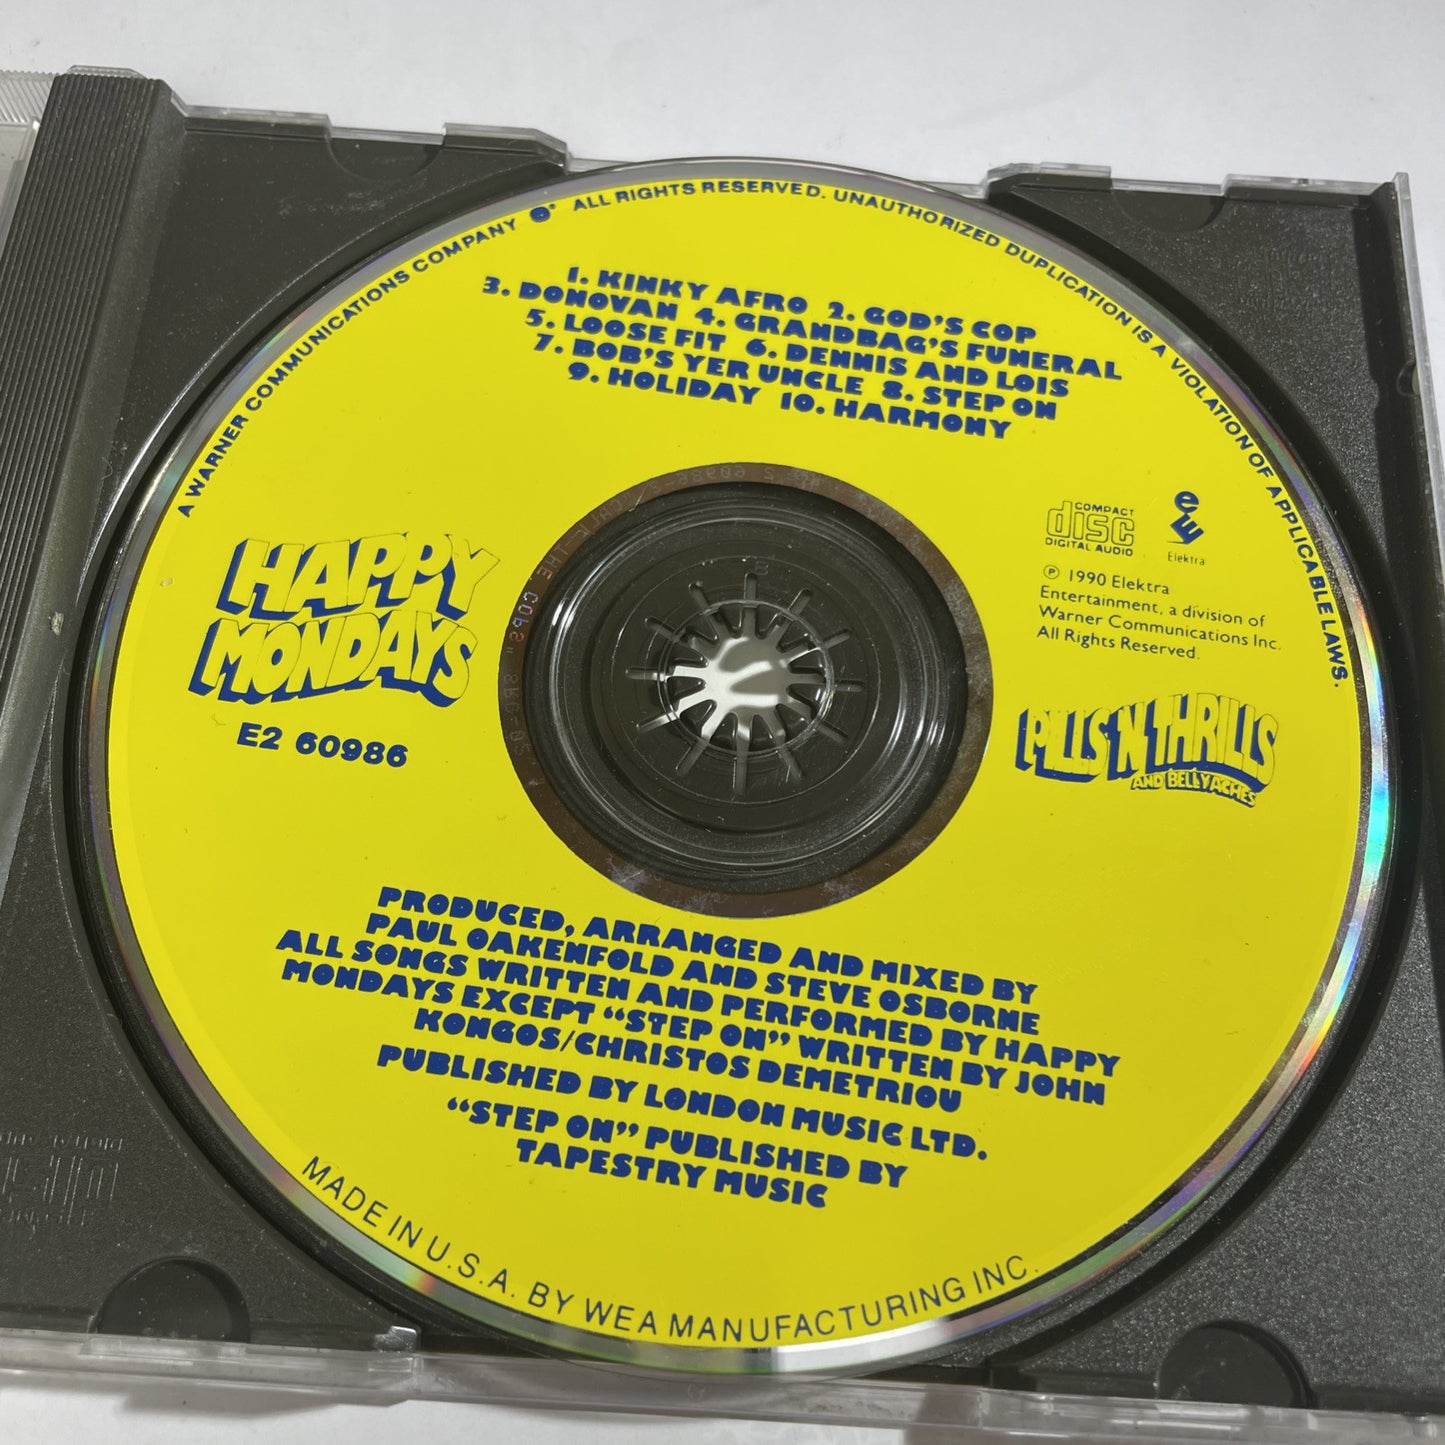 A WARNER COMMUNICATIONS COMPANY ALL RIGHTS RESERVED. UNAUTHORIZED DUPLICATION IS A VIOLATION OF APPLICABLE LAWS.
1. KINKY AFRO 2. GOD'S COP
3. DONOVAN 4. GRANDBAG'S FUNERAL
5. LOOSE FIT 6. DENNIS AND LOIS
7. BOB'S YER UNCLE 8. STEP ON
9. HOLIDAY 10. HARMONY
HAPPY
MONDAYS
E2 60986
COMPACT
disc
DIGITAL AUDIO
Elektra
℗ 1990 Elektra
Entertainment, a division of
Warner Communications Inc.
All Rights Reserved.
PILLS 'N' THRILLS
AND BELLYACHES
PRODUCED, ARRANGED AND MIXED BY
PAUL OAKENFOLD AND STEVE OSBORNE
ALL SONGS WRITTEN AND PERFORMED BY HAPPY
MONDAYS EXCEPT “STEP ON” WRITTEN BY JOHN
KONGOS/CHRISTOS DEMETRIOU
PUBLISHED BY LONDON MUSIC LTD.
“STEP ON” PUBLISHED BY
TAPESTRY MUSIC
MADE IN U.S.A. BY WEA MANUFACTURING INC.